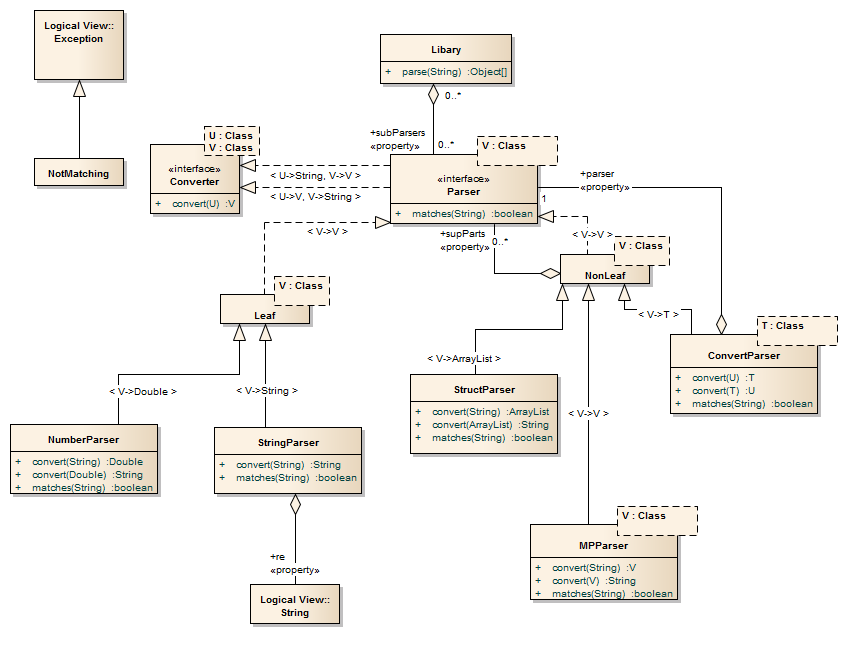 Logical View::
Exception
NotMatching
Libary
+ parse(String) :Object[]
0..*
+subParsers
«property»
0..*
U : Class
V : Class
«interface»
Converter
+ convert(U) :V
< U->String, V->V >
< U->V, V->String >
V : Class
«interface»
Parser
+ matches(String) :boolean
+parser
«property»
1
< V->V >
+supParts
«property»
0..*
< V->V >
V : Class
NonLeaf
V : Class
Leaf
< V->T >
T : Class
ConvertParser
+ convert(U) :T
+ convert(T) :U
+ matches(String) :boolean
< V->Double >
< V->String >
< V->ArrayList >
< V->V >
StructParser
+ convert(String) :ArrayList
+ convert(ArrayList) :String
+ matches(String) :boolean
NumberParser
+ convert(String) :Double
+ convert(Double) :String
+ matches(String) :boolean
StringParser
+ convert(String) :String
+ matches(String) :boolean
+re
«property»
Logical View::
String
V : Class
MPParser
+ convert(String) :V
+ convert(V) :String
+ matches(String) :boolean